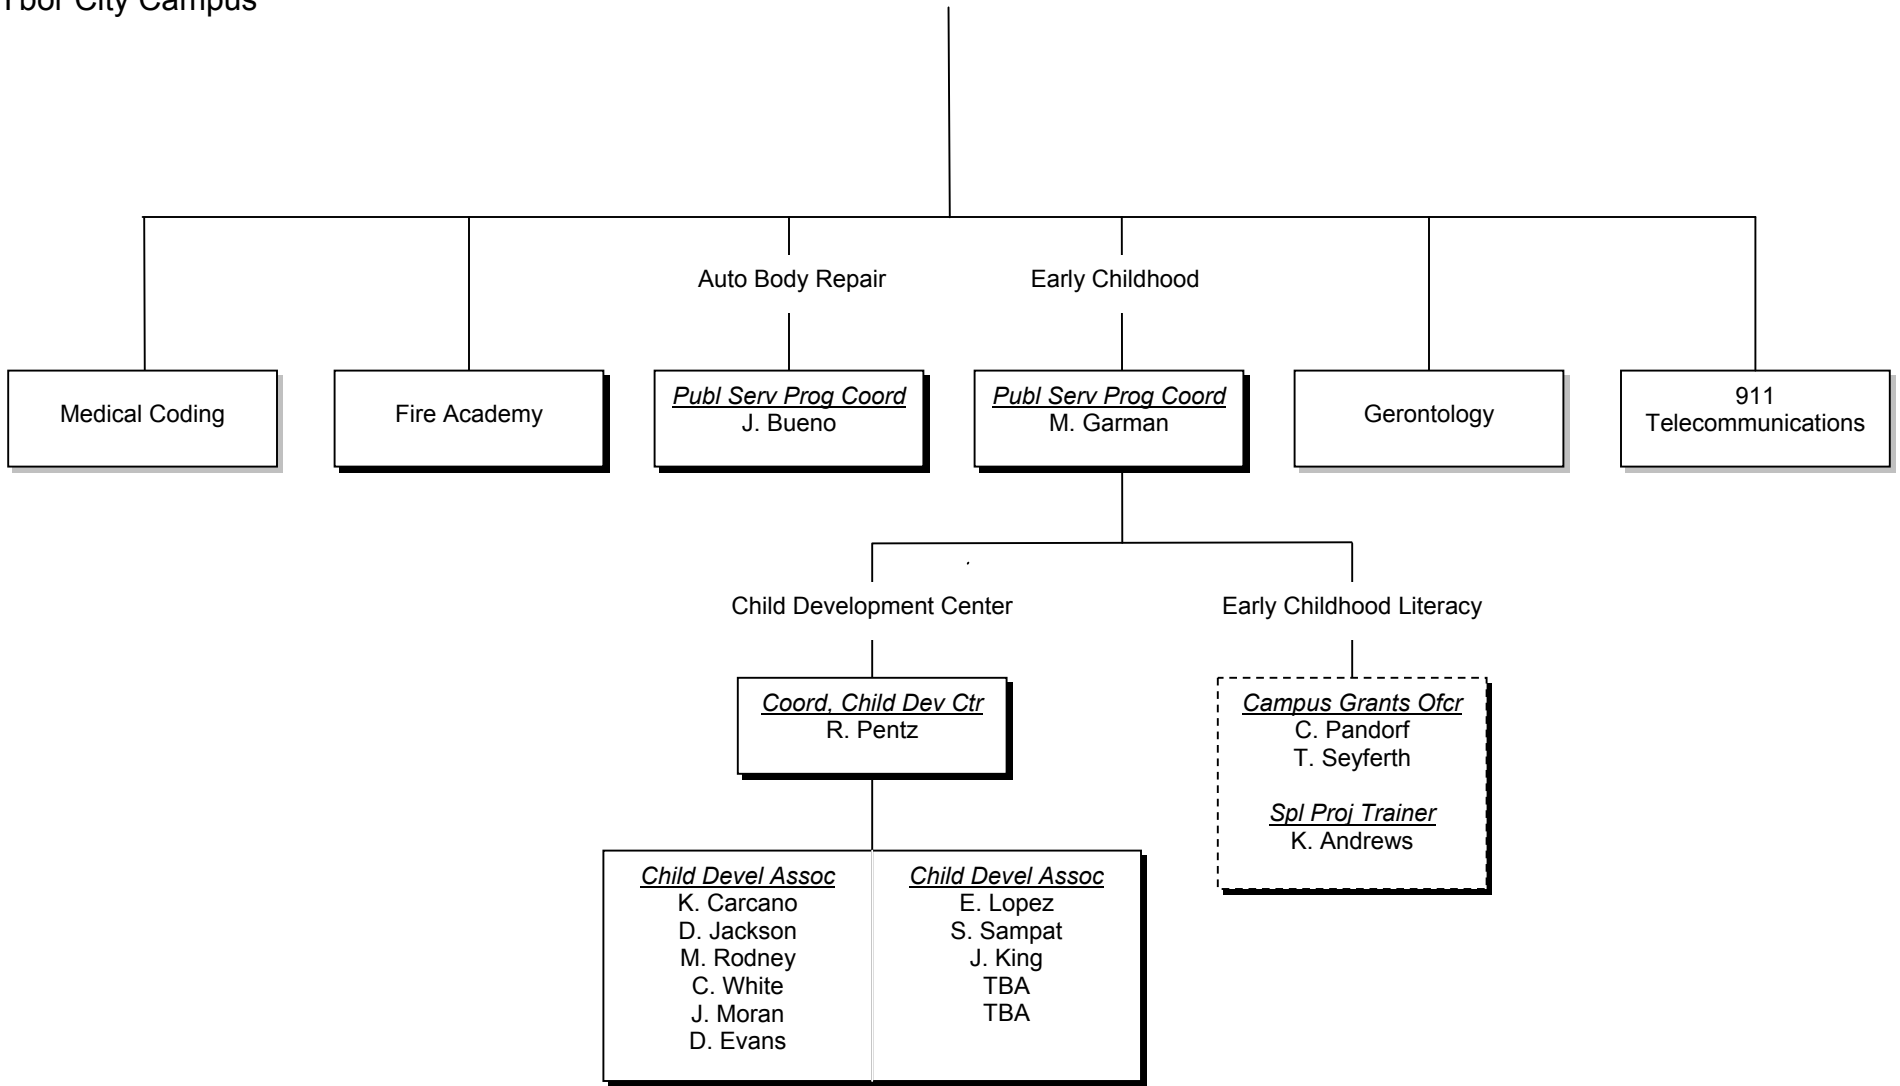 Ybor City Campus
Auto Body Repair
Early Childhood
Medical Coding
Fire Academy
Publ Serv Prog Coord
J. Bueno
Publ Serv Prog Coord
M. Garman
Gerontology
911
Telecommunications
Child Development Center
Early Childhood Literacy
Coord, Child Dev Ctr
R. Pentz
Campus Grants Ofcr
C. Pandorf
T. Seyferth
Spl Proj Trainer
K. Andrews
Child Devel Assoc
K. Carcano
D. Jackson
M. Rodney
C. White
J. Moran
D. Evans
Child Devel Assoc
E. Lopez
S. Sampat
J. King
TBA
TBA